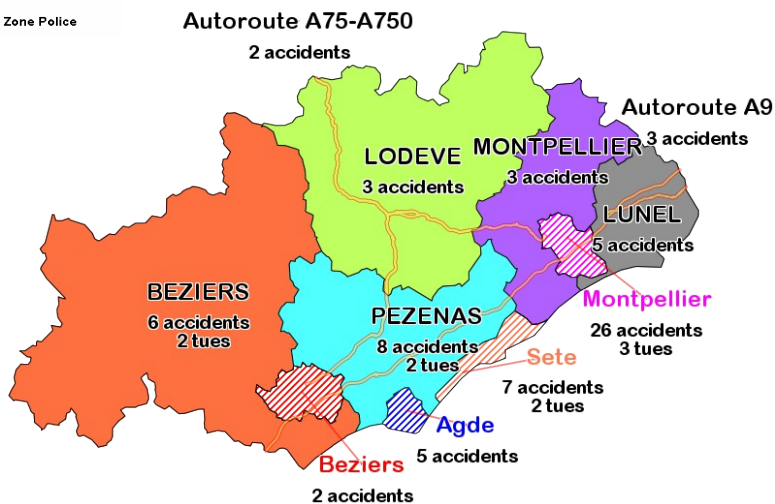 Zone Police
Autoroute A75-A750
2 accidents
Autoroute A9
3 accidents
LODEVE
3 accidents
MONTPELLIER
3 accidents
LUNEL
5 accidents
BEZIERS
6 accidents
2 tues
PEZENAS
8 accidents
2 tues
Montpellier
26 accidents
3 tues
Sete
7 accidents
2 tues
Agde
5 accidents
Beziers
2 accidents